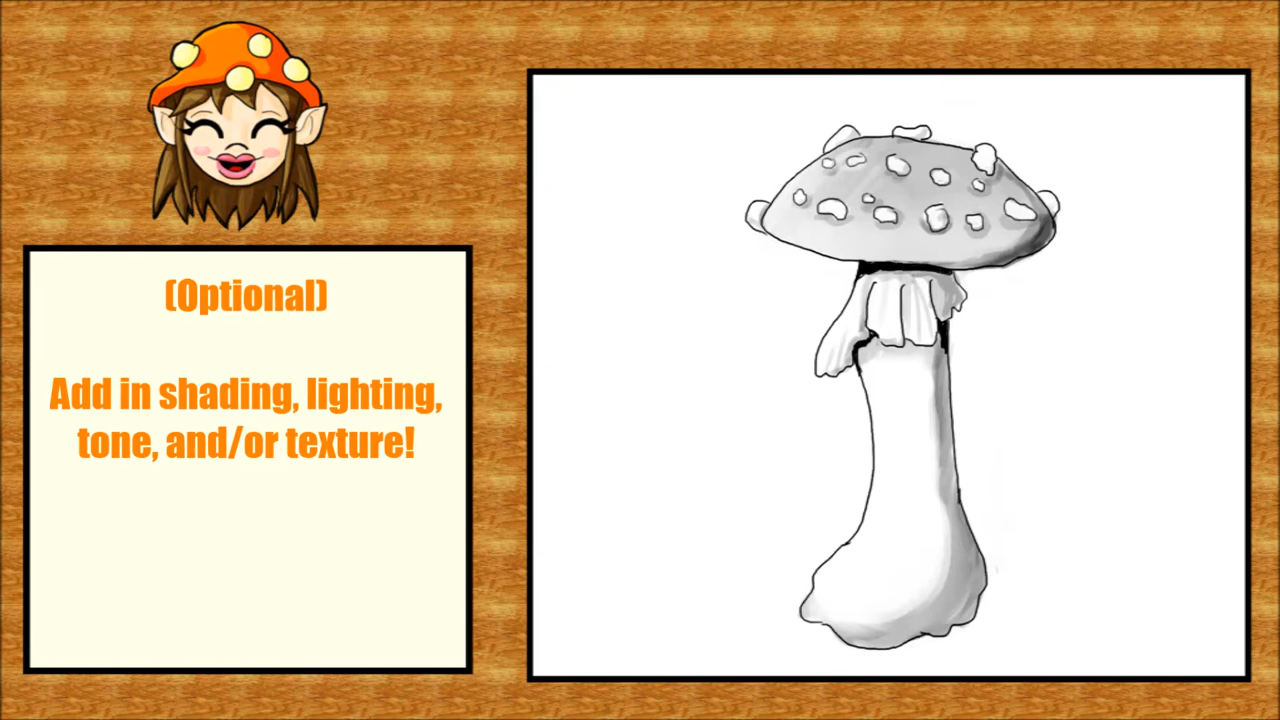 (Optional)
Add in shading, lighting,
tone, and/or texture!